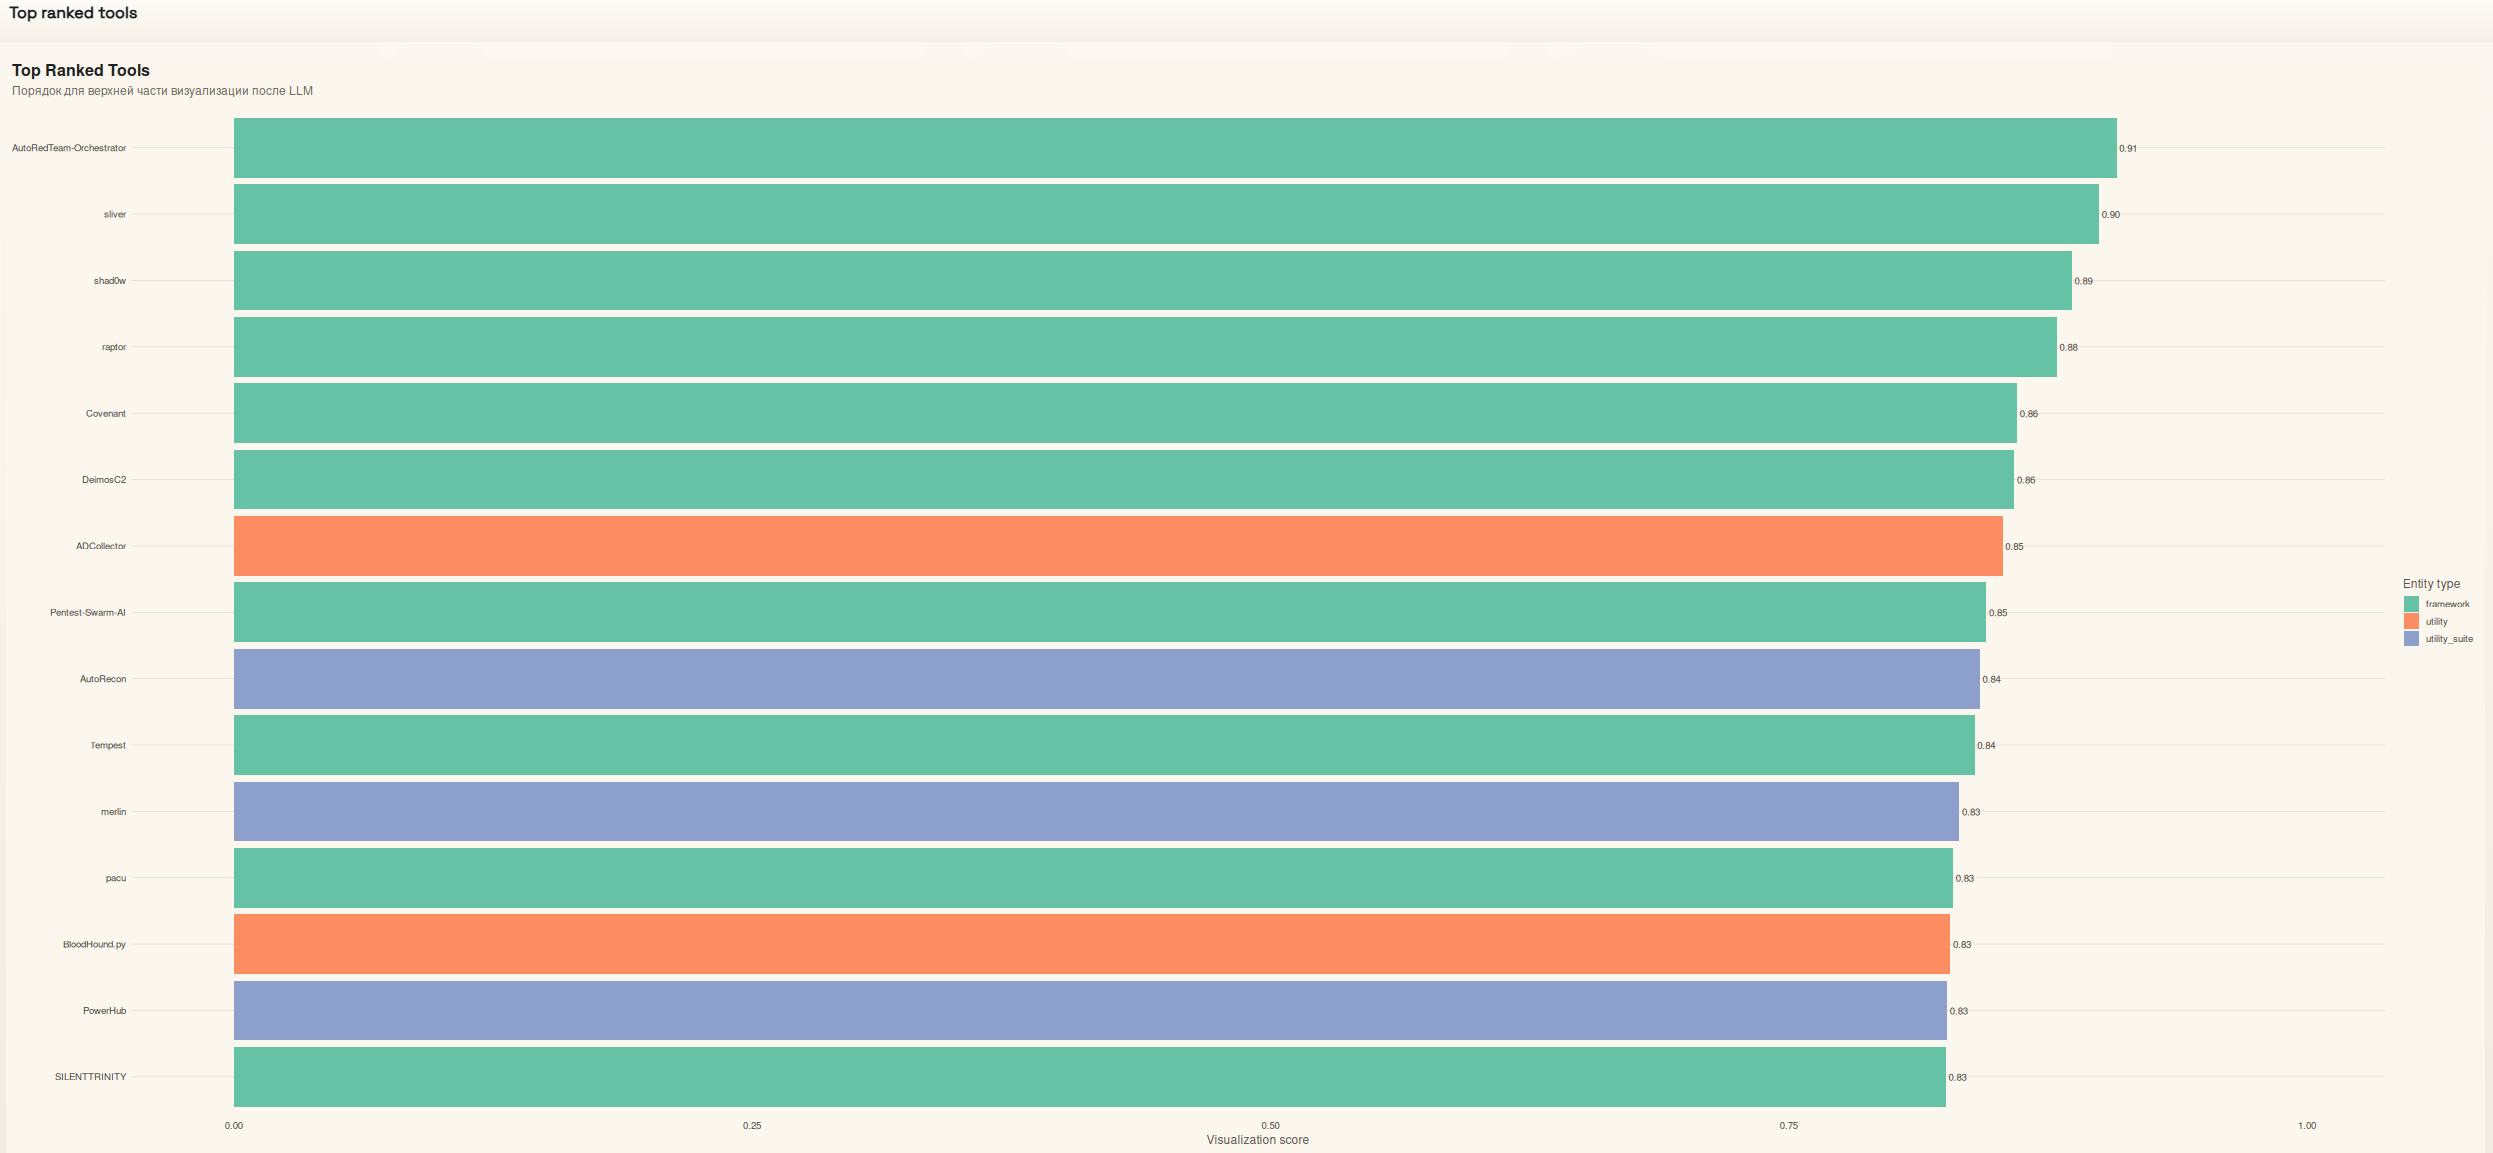 Top ranked tools
Top Ranked Tools
Порядок для верхней части визуализации после LLM
AutoRedTeam-Orchestrator 0.91
sliver 0.90
shad0w 0.89
raptor 0.88
Covenant 0.86
DeimosC2 0.86
ADCollector 0.85
Pentest-Swarm-AI 0.85
AutoRecon 0.84
Tempest 0.84
merlin 0.83
pacu 0.83
BloodHound.py 0.83
PowerHub 0.83
SILENTTRINITY 0.83
0.00 0.25 0.50 0.75 1.00
Visualization score
Entity type
framework
utility
utility_suite